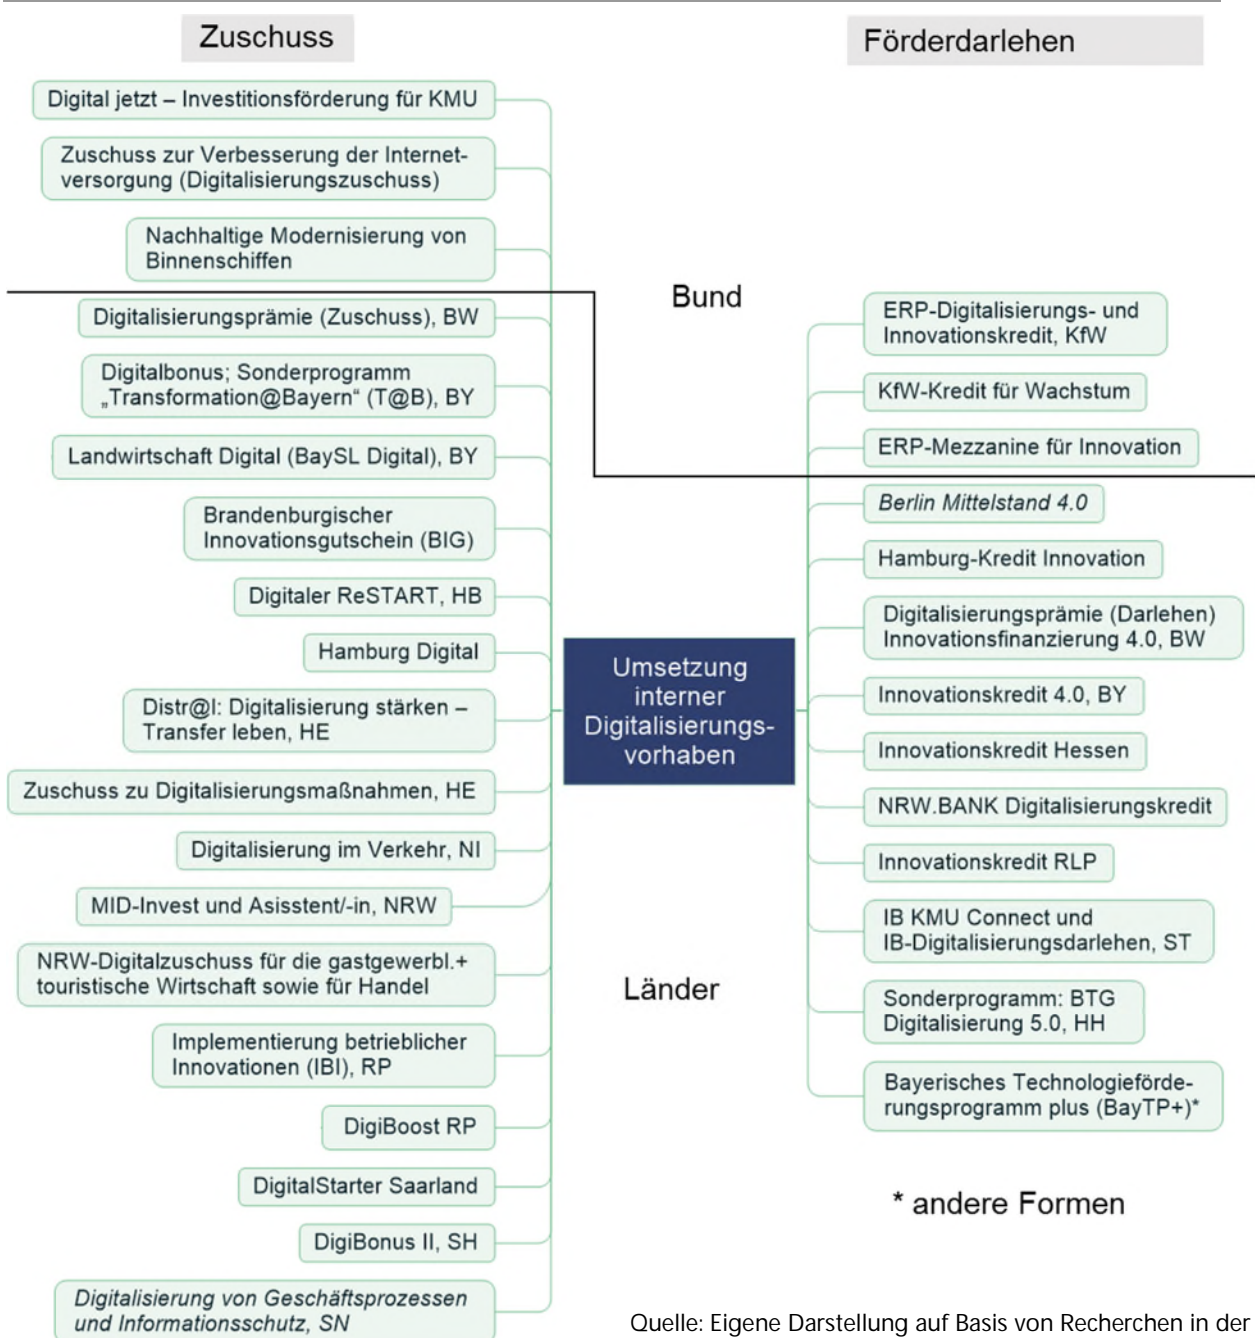 Zuschuss
Förderdarlehen
Digital jetzt – Investitionsförderung für KMU
Zuschuss zur Verbesserung der Internet-
versorgung (Digitalisierungszuschuss)
Nachhaltige Modernisierung von
Binnenschiffen
Digitalisierungsprämie (Zuschuss), BW
Digitalbonus; Sonderprogramm
„Transformation@Bayern“ (T@B), BY
Landwirtschaft Digital (BaySL Digital), BY
Brandenburgischer
Innovationsgutschein (BIG)
Digitaler ReSTART, HB
Hamburg Digital
Distr@l: Digitalisierung stärken –
Transfer leben, HE
Zuschuss zu Digitalisierungsmaßnahmen, HE
Digitalisierung im Verkehr, NI
MID-Invest und Asisstent/-in, NRW
NRW-Digitalzuschuss für die gastgewerbl.+
touristische Wirtschaft sowie für Handel
Implementierung betrieblicher
Innovationen (IBI), RP
DigiBoost RP
DigitalStarter Saarland
DigiBonus II, SH
Digitalisierung von Geschäftsprozessen
und Informationsschutz, SN
Umsetzung
interner
Digitalisierungs-
vorhaben
Bund
Länder
ERP-Digitalisierungs- und
Innovationskredit, KfW
KfW-Kredit für Wachstum
ERP-Mezzanine für Innovation
Berlin Mittelstand 4.0
Hamburg-Kredit Innovation
Digitalisierungsprämie (Darlehen)
Innovationsfinanzierung 4.0, BW
Innovationskredit 4.0, BY
Innovationskredit Hessen
NRW.BANK Digitalisierungskredit
Innovationskredit RLP
IB KMU Connect und
IB-Digitalisierungsdarlehen, ST
Sonderprogramm: BTG
Digitalisierung 5.0, HH
Bayerisches Technologieförde-
rungsprogramm plus (BayTP+)*
* andere Formen
Quelle: Eigene Darstellung auf Basis von Recherchen in der